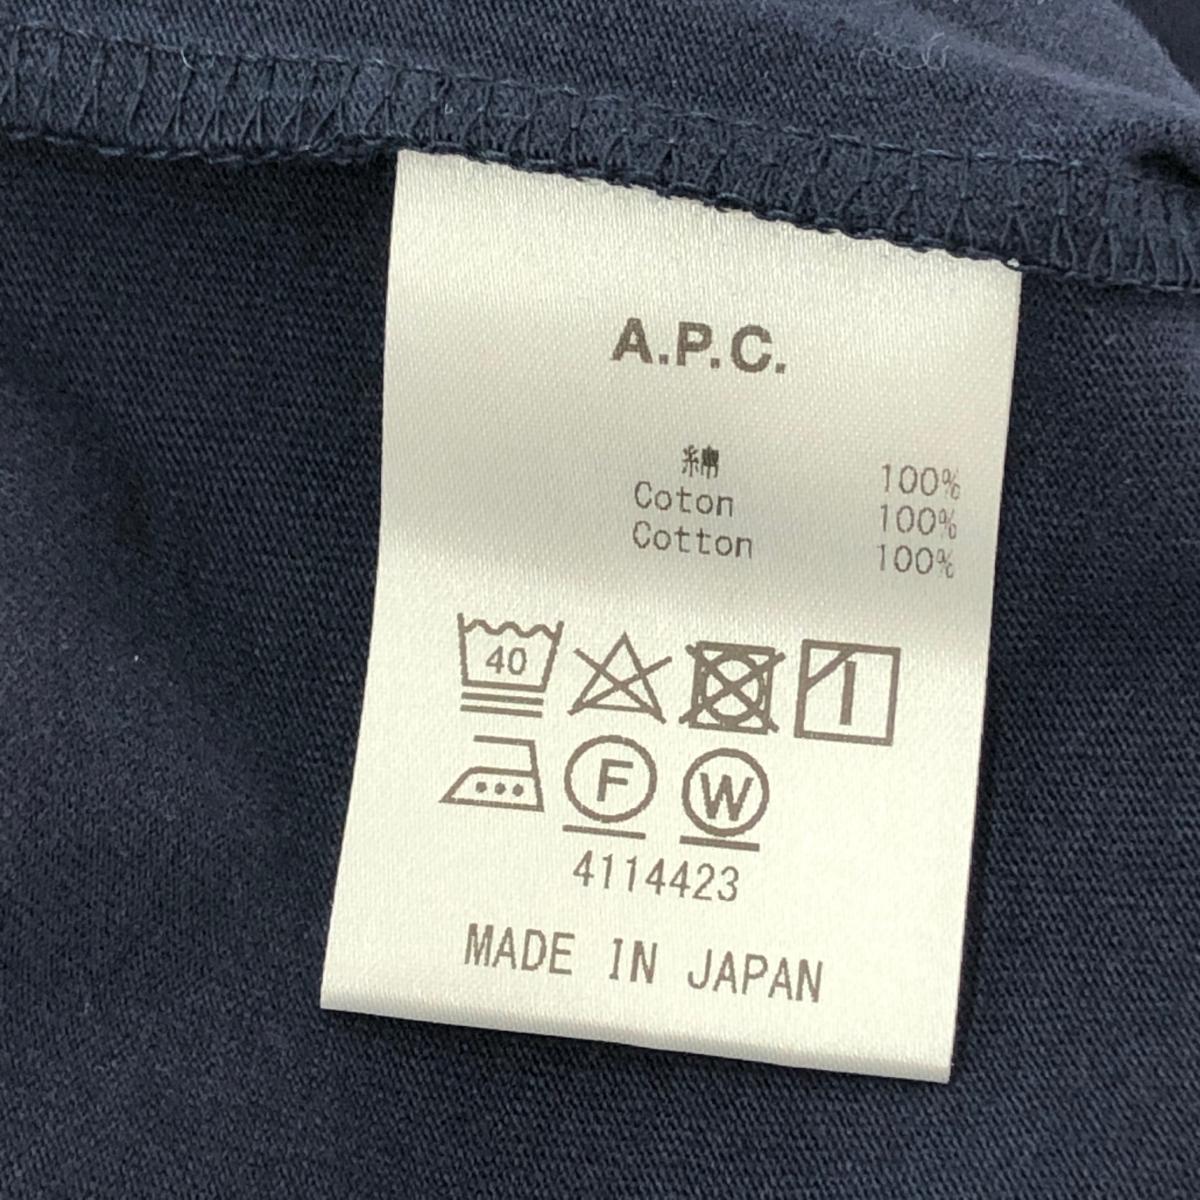 A.P.C.
綿 100%
Coton 100%
Cotton 100%
40
F W
4114423
MADE IN JAPAN